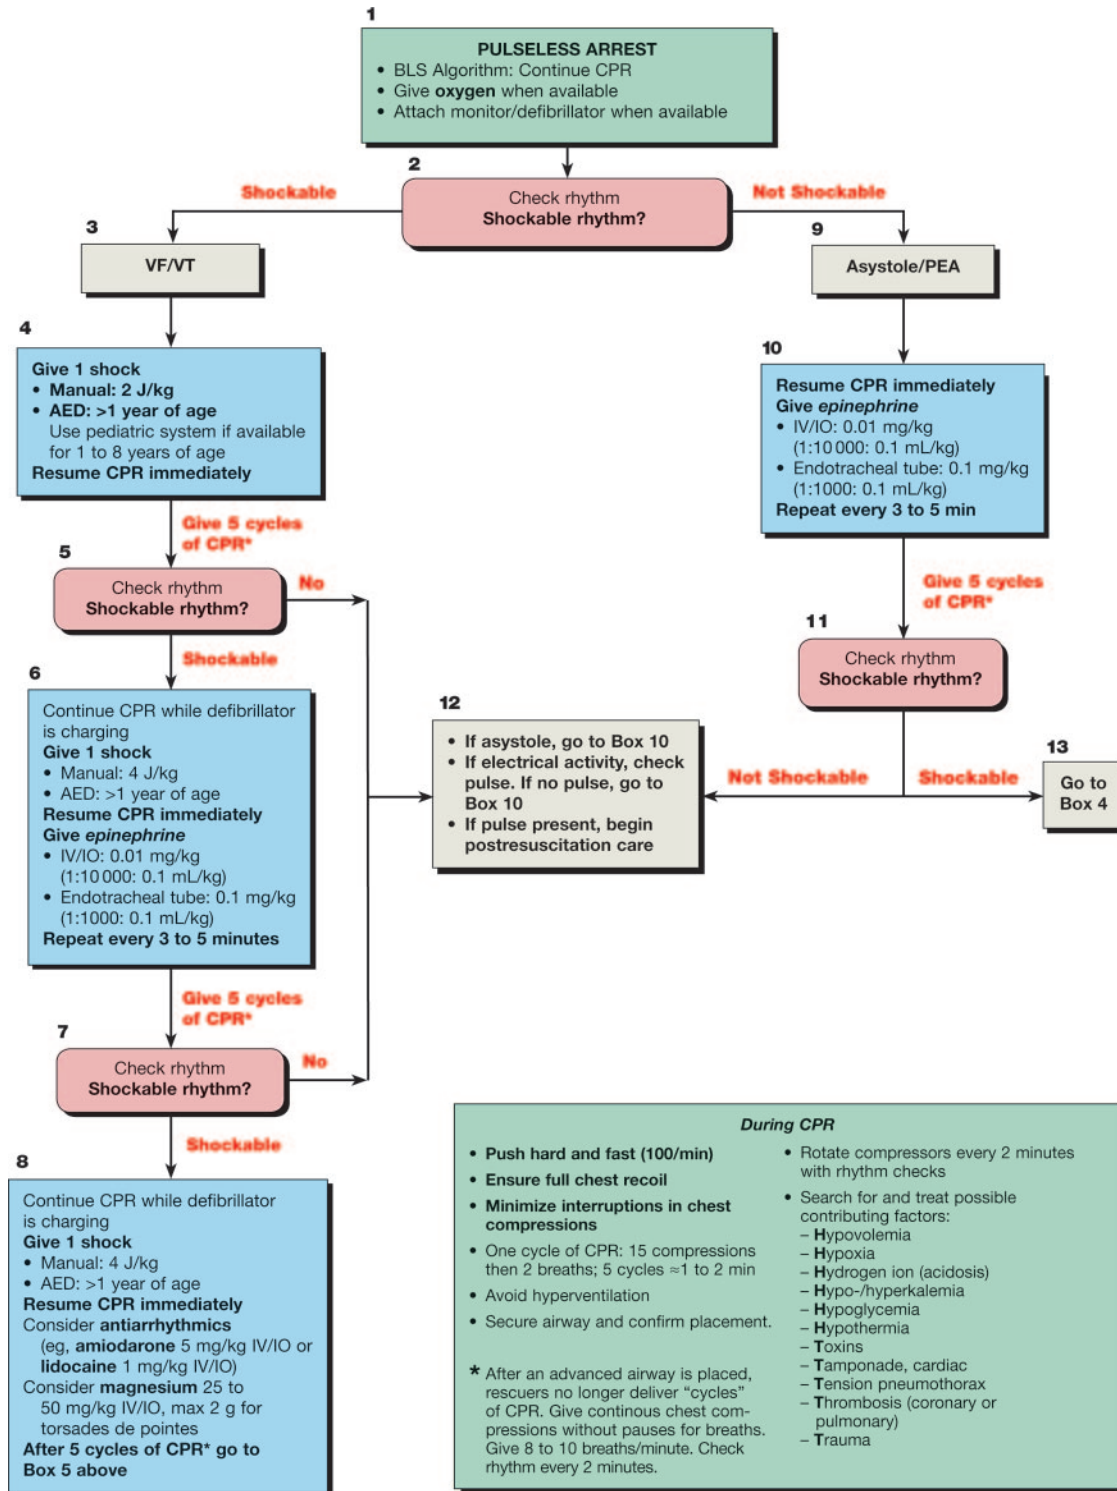 1
PULSELESS ARREST
• BLS Algorithm: Continue CPR
• Give oxygen when available
• Attach monitor/defibrillator when available
2
Shockable
Check rhythm
Shockable rhythm?
Not Shockable
3
VF/VT
9
Asystole/PEA
4
Give 1 shock
• Manual: 2 J/kg
• AED: >1 year of age
Use pediatric system if available
for 1 to 8 years of age
Resume CPR immediately
10
Resume CPR immediately
Give epinephrine
• IV/IO: 0.01 mg/kg
(1:10 000: 0.1 mL/kg)
• Endotracheal tube: 0.1 mg/kg
(1:1000: 0.1 mL/kg)
Repeat every 3 to 5 min
Give 5 cycles
of CPR*
5
Check rhythm
Shockable rhythm?
No
Give 5 cycles
of CPR*
11
Check rhythm
Shockable rhythm?
Shockable
6
Continue CPR while defibrillator
is charging
Give 1 shock
• Manual: 4 J/kg
• AED: >1 year of age
Resume CPR immediately
Give epinephrine
• IV/IO: 0.01 mg/kg
(1:10 000: 0.1 mL/kg)
• Endotracheal tube: 0.1 mg/kg
(1:1000: 0.1 mL/kg)
Repeat every 3 to 5 minutes
12
• If asystole, go to Box 10
• If electrical activity, check
pulse. If no pulse, go to
Box 10
• If pulse present, begin
postresuscitation care
Not Shockable
Shockable
13
Go to
Box 4
Give 5 cycles
of CPR*
7
Check rhythm
Shockable rhythm?
No
Shockable
8
Continue CPR while defibrillator
is charging
Give 1 shock
• Manual: 4 J/kg
• AED: >1 year of age
Resume CPR immediately
Consider antiarrhythmics
(eg, amiodarone 5 mg/kg IV/IO or
lidocaine 1 mg/kg IV/IO)
Consider magnesium 25 to
50 mg/kg IV/IO, max 2 g for
torsades de pointes
After 5 cycles of CPR* go to
Box 5 above
During CPR
• Push hard and fast (100/min)
• Ensure full chest recoil
• Minimize interruptions in chest
compressions
• One cycle of CPR: 15 compressions
then 2 breaths; 5 cycles ≈1 to 2 min
• Avoid hyperventilation
• Secure airway and confirm placement.
* After an advanced airway is placed,
rescuers no longer deliver “cycles”
of CPR. Give continous chest com-
pressions without pauses for breaths.
Give 8 to 10 breaths/minute. Check
rhythm every 2 minutes.
• Rotate compressors every 2 minutes
with rhythm checks
• Search for and treat possible
contributing factors:
– Hypovolemia
– Hypoxia
– Hydrogen ion (acidosis)
– Hypo-/hyperkalemia
– Hypoglycemia
– Hypothermia
– Toxins
– Tamponade, cardiac
– Tension pneumothorax
– Thrombosis (coronary or
pulmonary)
– Trauma